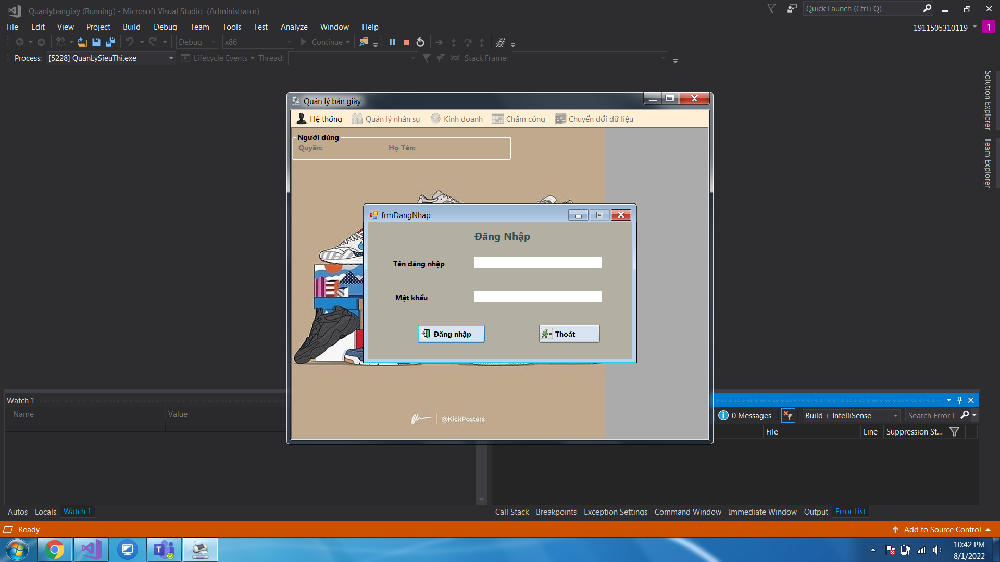 Quanlybangiay (Running) - Microsoft Visual Studio (Administrator)
Quick Launch (Ctrl+Q)
File Edit View Project Build Debug Team Tools Test Analyze Window Help
1911505310119 1
Debug x86 Continue
Process: [5228] QuanLySieuThi.exe Lifecycle Events Thread: Stack Frame:
Solution Explorer
Team Explorer
Quản lý bán giày
Hệ thống Quản lý nhân sự Kinh doanh Chấm công Chuyển đổi dữ liệu
Người dùng
Quyền: Họ Tên:
frmDangNhap
Đăng Nhập
Tên đăng nhập
Mật khẩu
Đăng nhập Thoát
@KickPosters
Watch 1
Name Value
0 Messages Build + IntelliSense Search Error L
File Line Suppression St...
Autos Locals Watch 1
Call Stack Breakpoints Exception Settings Command Window Immediate Window Output Error List
Ready
Add to Source Control
10:42 PM
8/1/2022